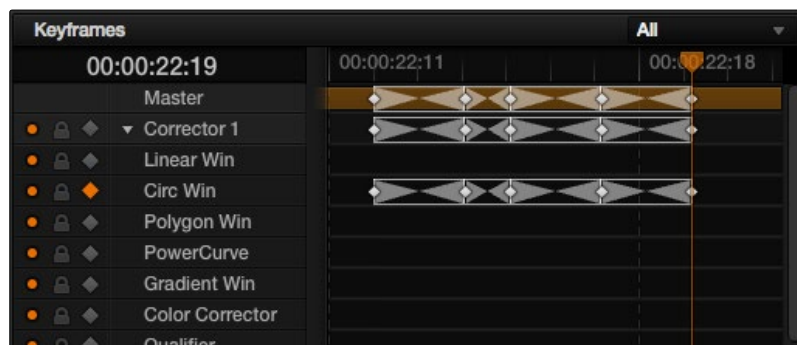 Keyframes
All
00:00:22:19
00:00:22:11
00:00:22:18
Master
Corrector 1
Linear Win
Circ Win
Polygon Win
PowerCurve
Gradient Win
Color Corrector
Qualifier